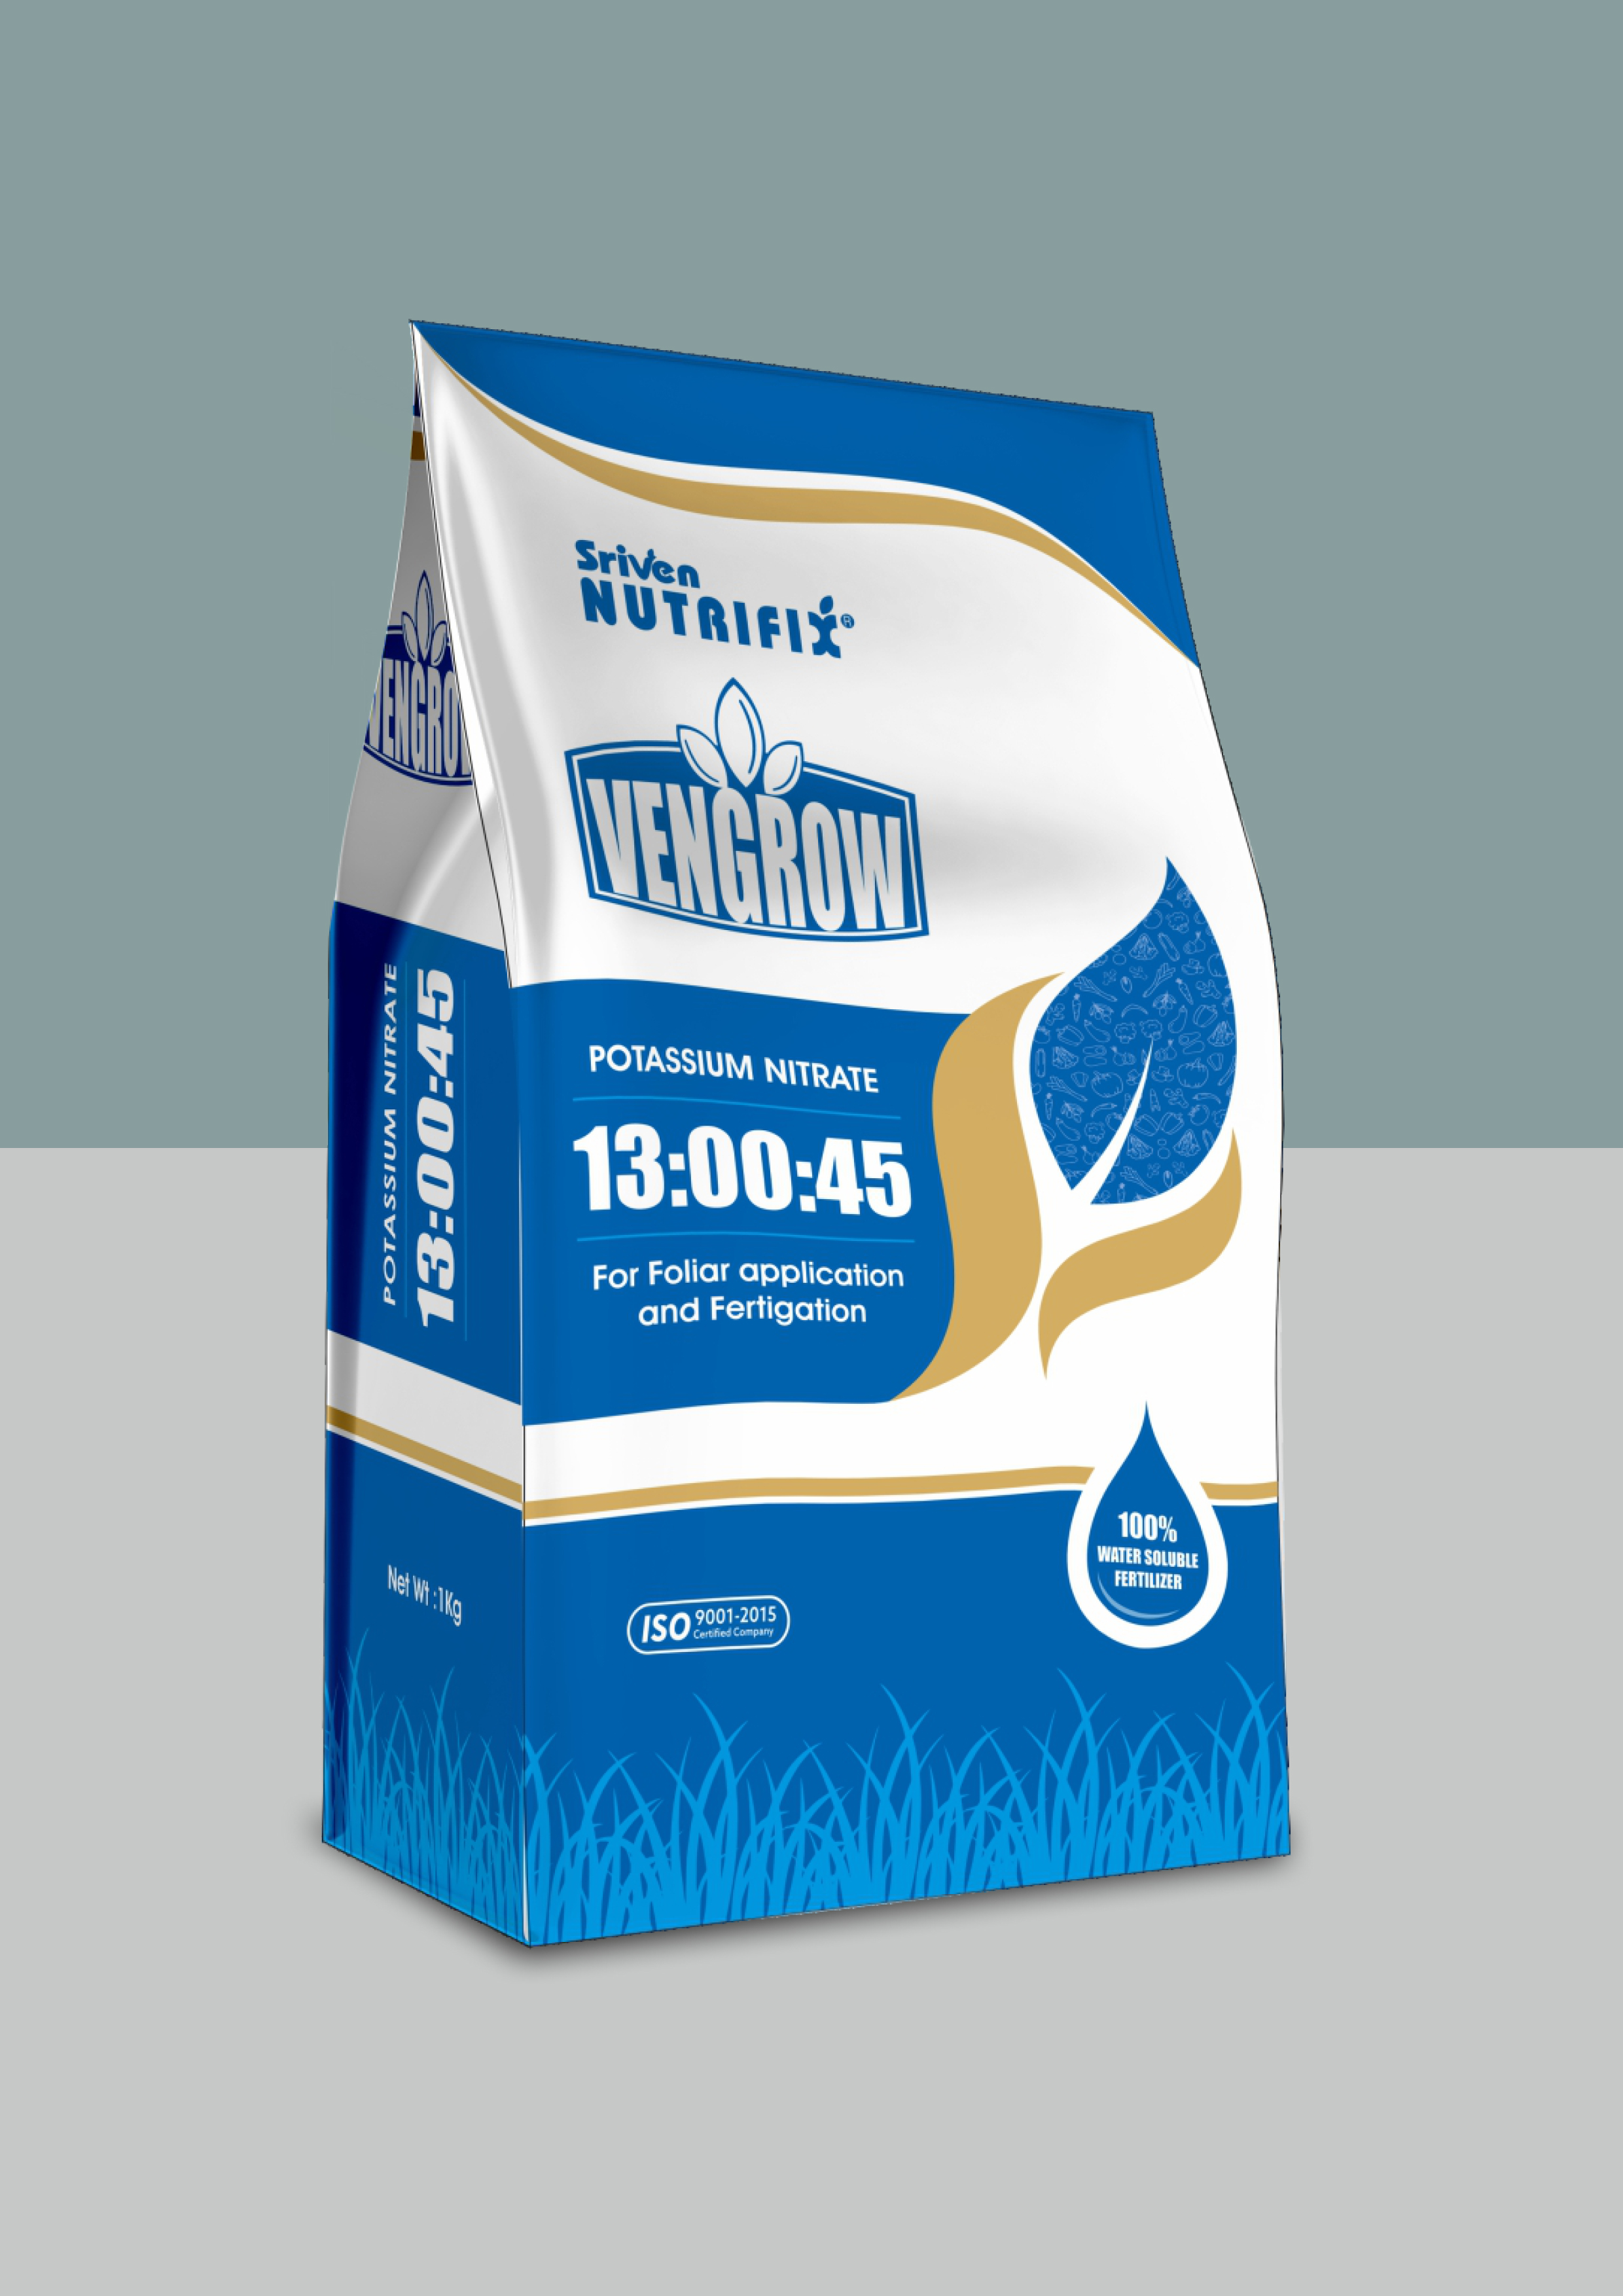 Sriven
NUTRIFIX®
VENGROW
POTASSIUM NITRATE
13:00:45
For Foliar application
and Fertigation
100%
WATER SOLUBLE
FERTILIZER
ISO 9001-2015
Certified Company
VENGRO
POTASSIUM NITRATE
13:00:45
Net Wt :1Kg